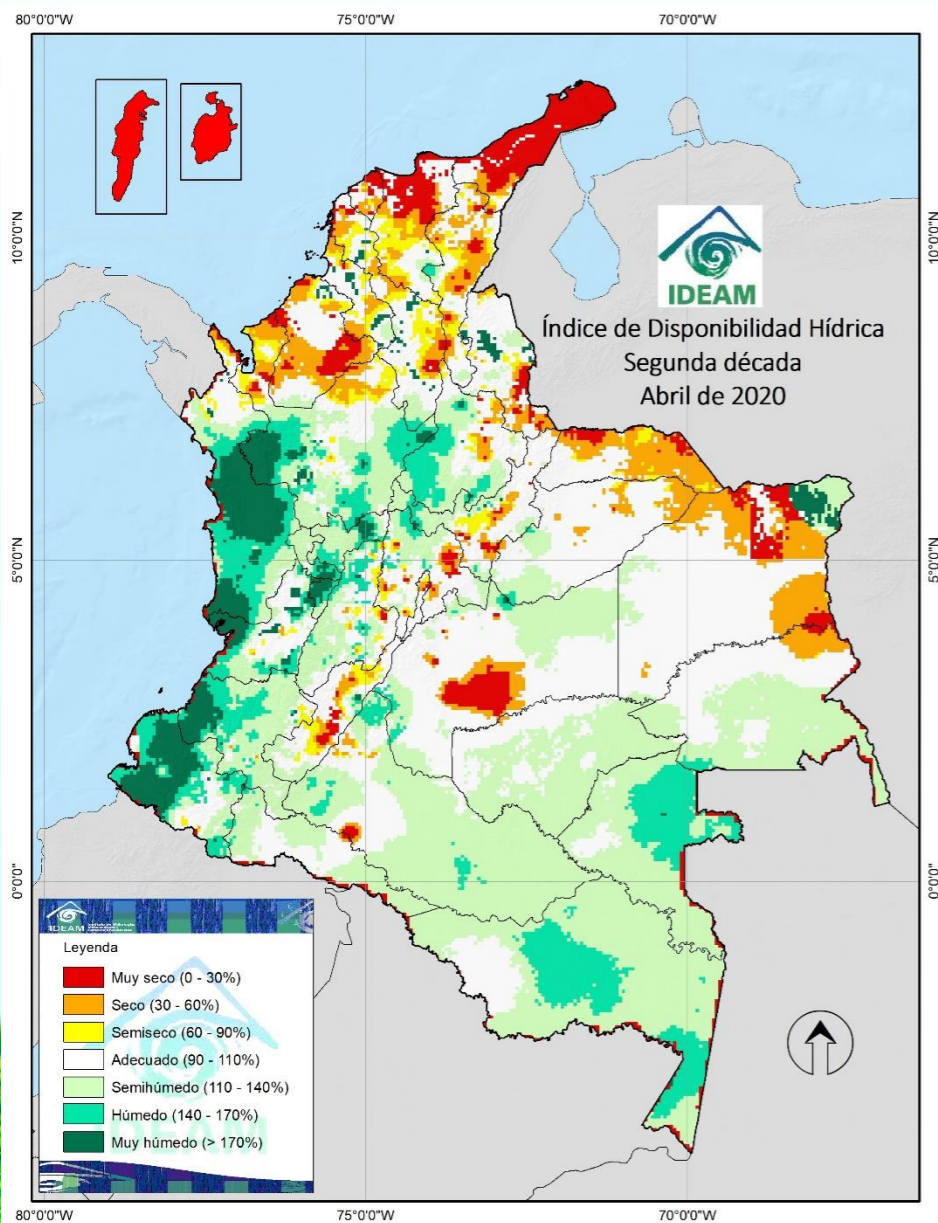 80°0'0"W 75°0'0"W 70°0'0"W
10°0'0"N 10°0'0"N
IDEAM
Índice de Disponibilidad Hídrica
Segunda década
Abril de 2020
5°0'0"N 5°0'0"N
0°0'0" 0°0'0"
IDEAM
Leyenda
Muy seco (0 - 30%)
Seco (30 - 60%)
Semiseco (60 - 90%)
Adecuado (90 - 110%)
Semihúmedo (110 - 140%)
Húmedo (140 - 170%)
Muy húmedo (> 170%)
IDEAM
80°0'0"W 75°0'0"W 70°0'0"W